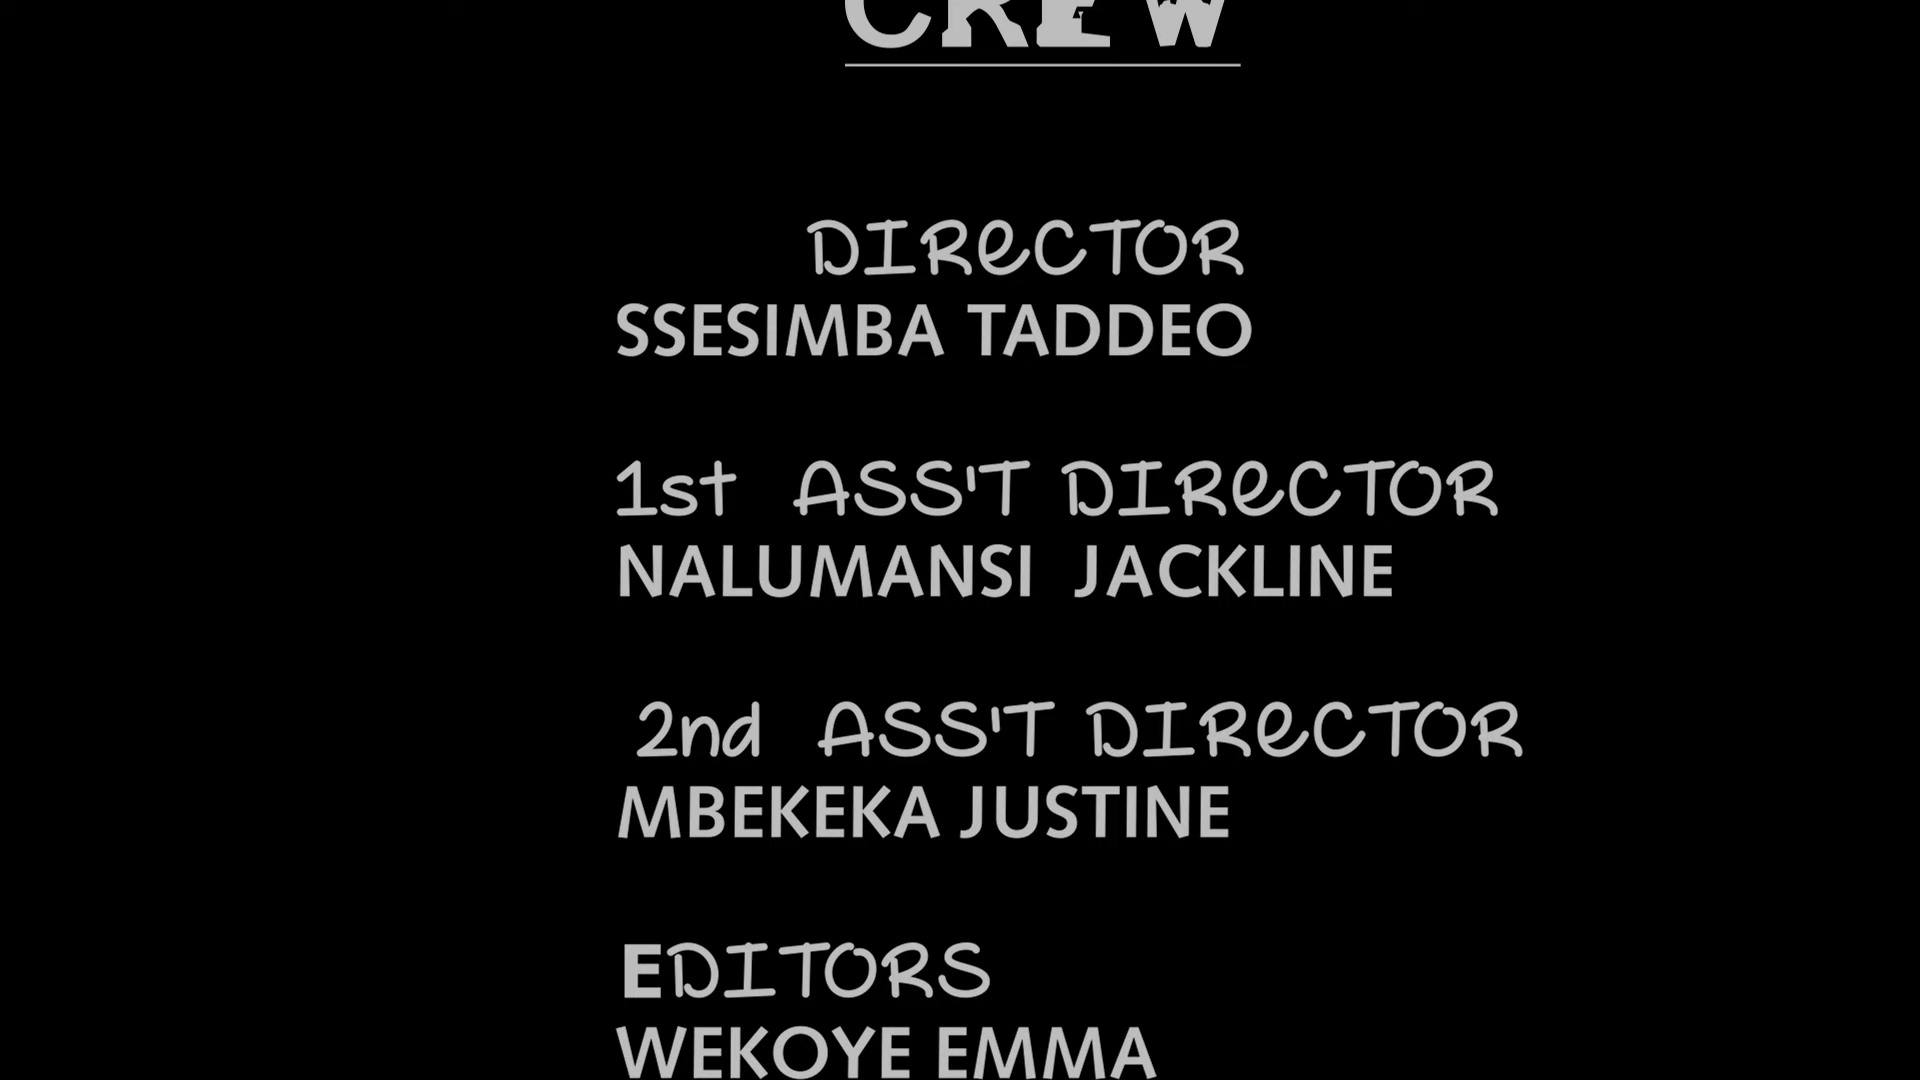 CREW
DIRECTOR
SSESIMBA TADDEO
1st ASS'T DIRECTOR
NALUMANSI JACKLINE
2nd ASS'T DIRECTOR
MBEKEKA JUSTINE
EDITORS
WEKOYE EMMA